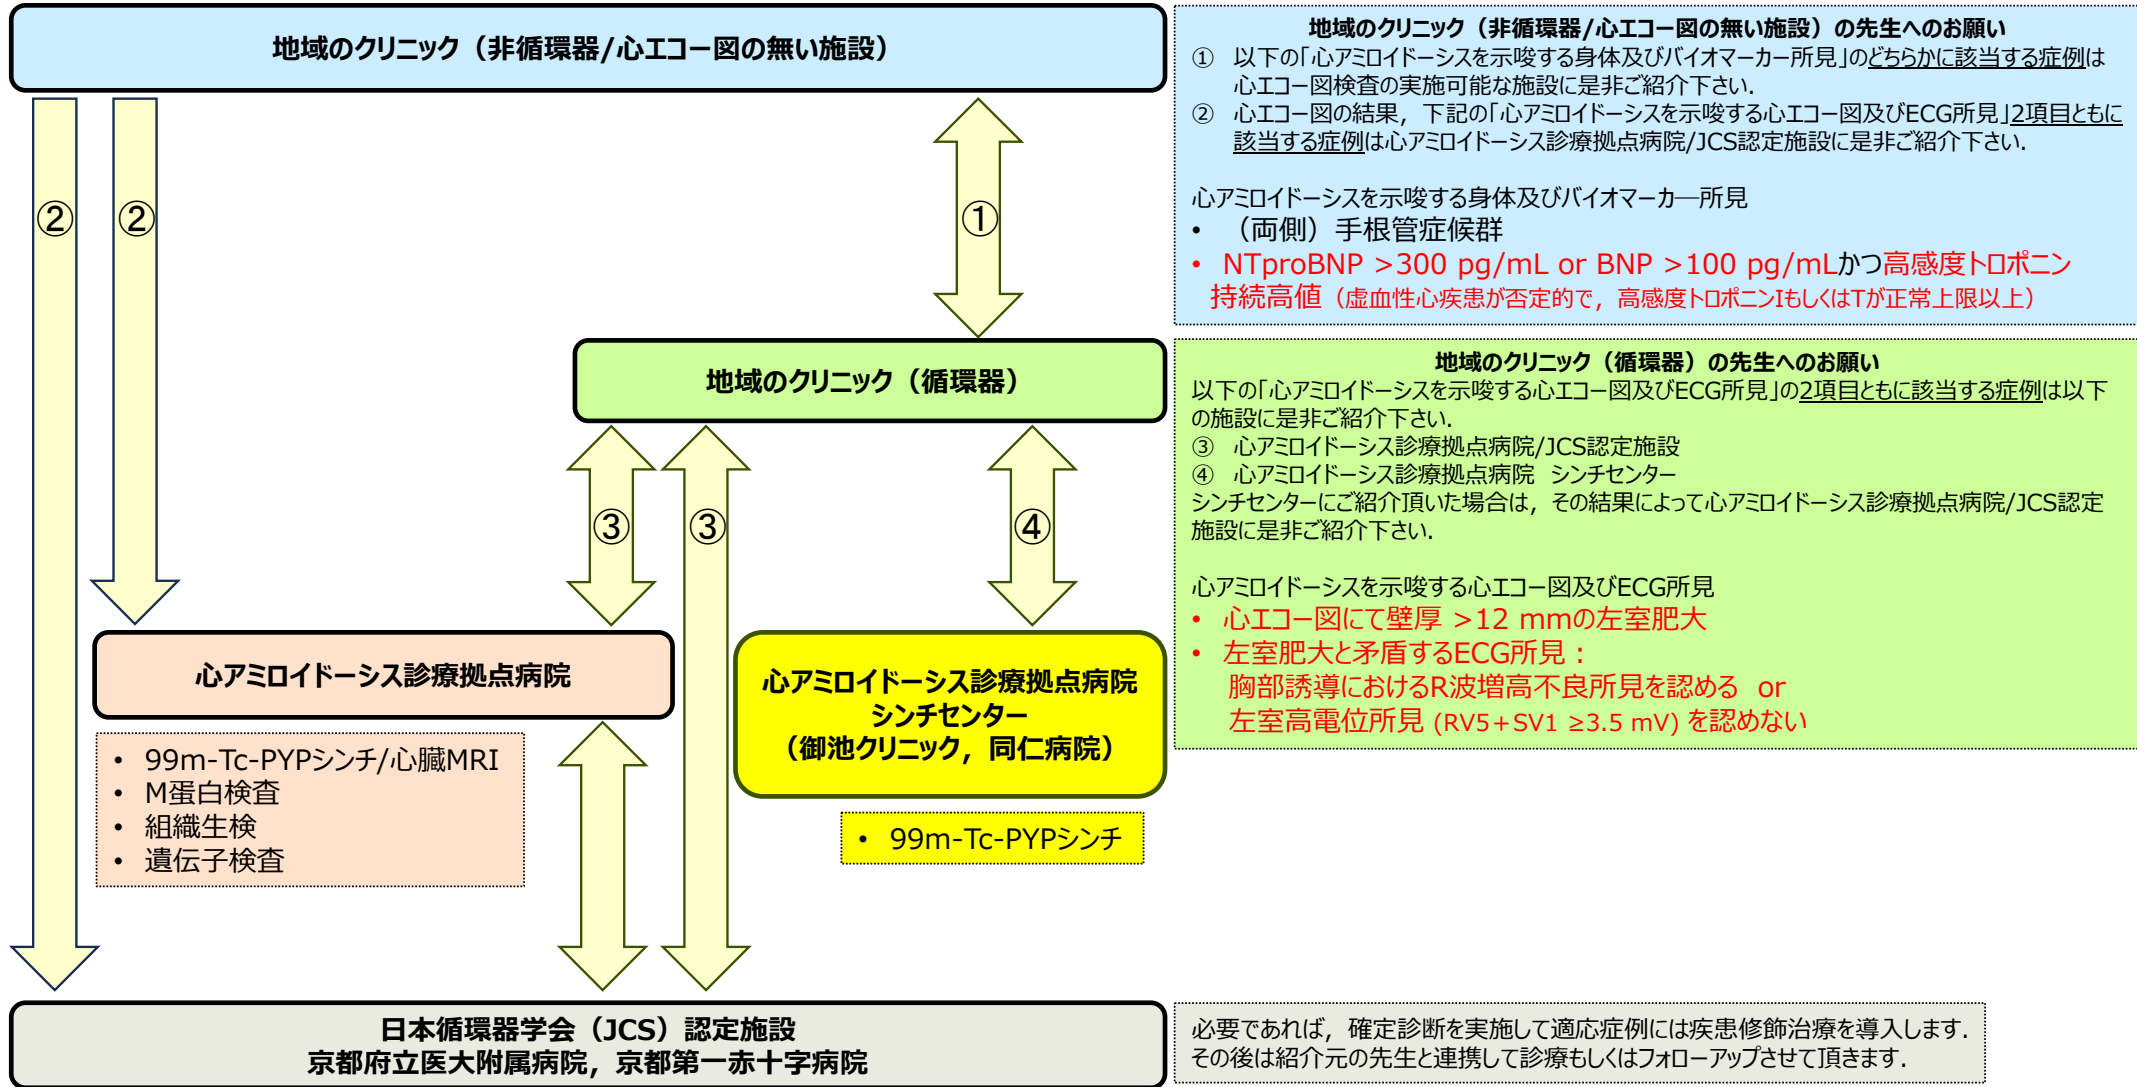 地域のクリニック（非循環器/心エコー図の無い施設）
地域のクリニック（非循環器/心エコー図の無い施設）の先生へのお願い
① 以下の「心アミロイドーシスを示唆する身体及びバイオマーカー所見」のどちらかに該当する症例は
心エコー図検査の実施可能な施設に是非ご紹介下さい．
② 心エコー図の結果，下記の「心アミロイドーシスを示唆する心エコー図及びECG所見」2項目ともに
該当する症例は心アミロイドーシス診療拠点病院/JCS認定施設に是非ご紹介下さい．
心アミロイドーシスを示唆する身体及びバイオマーカ―所見
• （両側）手根管症候群
• NTproBNP >300 pg/mL or BNP >100 pg/mLかつ高感度トロポニン
持続高値（虚血性心疾患が否定的で，高感度トロポニンIもしくはTが正常上限以上）
②
②
①
地域のクリニック（循環器）
地域のクリニック（循環器）の先生へのお願い
以下の「心アミロイドーシスを示唆する心エコー図及びECG所見」の2項目ともに該当する症例は以下
の施設に是非ご紹介下さい．
③ 心アミロイドーシス診療拠点病院/JCS認定施設
④ 心アミロイドーシス診療拠点病院 シンチセンター
シンチセンターにご紹介頂いた場合は，その結果によって心アミロイドーシス診療拠点病院/JCS認定
施設に是非ご紹介下さい．
心アミロイドーシスを示唆する心エコー図及びECG所見
• 心エコー図にて壁厚 >12 mmの左室肥大
• 左室肥大と矛盾するECG所見：
胸部誘導におけるR波増高不良所見を認める or
左室高電位所見 (RV5+SV1 ≥3.5 mV) を認めない
③
③
④
心アミロイドーシス診療拠点病院
• 99m-Tc-PYPシンチ/心臓MRI
• M蛋白検査
• 組織生検
• 遺伝子検査
心アミロイドーシス診療拠点病院
シンチセンター
（御池クリニック，同仁病院）
• 99m-Tc-PYPシンチ
日本循環器学会（JCS）認定施設
京都府立医大附属病院，京都第一赤十字病院
必要であれば，確定診断を実施して適応症例には疾患修飾治療を導入します．
その後は紹介元の先生と連携して診療もしくはフォローアップさせて頂きます．